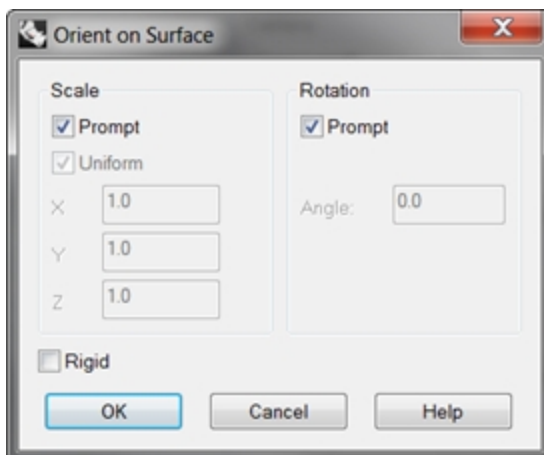 Orient on Surface
Scale
Prompt
Uniform
X 1.0
Y 1.0
Z 1.0
Rotation
Prompt
Angle: 0.0
Rigid
OK Cancel Help